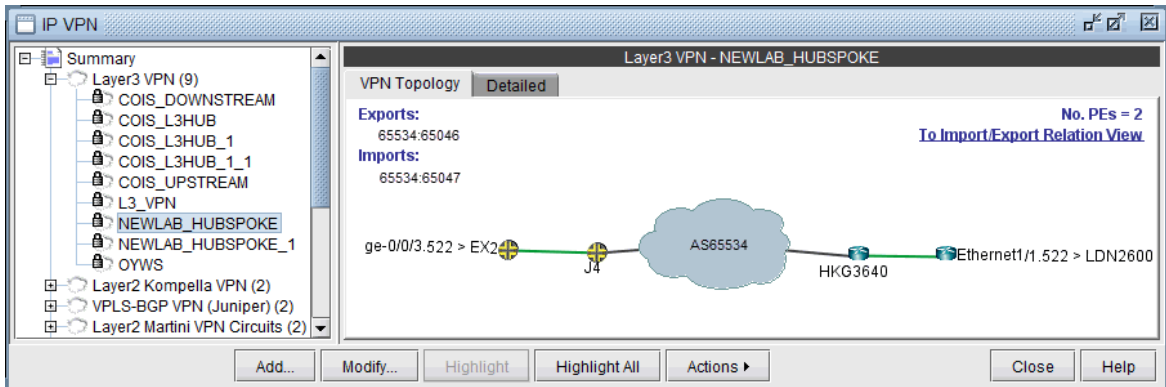 IP VPN
Summary
Layer3 VPN (9)
COIS_DOWNSTREAM
COIS_L3HUB
COIS_L3HUB_1
COIS_L3HUB_1_1
COIS_UPSTREAM
L3_VPN
NEWLAB_HUBSPOKE
NEWLAB_HUBSPOKE_1
OYWS
Layer2 Kompella VPN (2)
VPLS-BGP VPN (Juniper) (2)
Layer2 Martini VPN Circuits (2)
Layer3 VPN - NEWLAB_HUBSPOKE
VPN Topology Detailed
Exports: No. PEs = 2
65534:65046 To Import/Export Relation View
Imports:
65534:65047
ge-0/0/3.522 > EX2 J4 AS65534 HKG3640 Ethernet1/1.522 > LDN2600
Add... Modify... Highlight Highlight All Actions Close Help